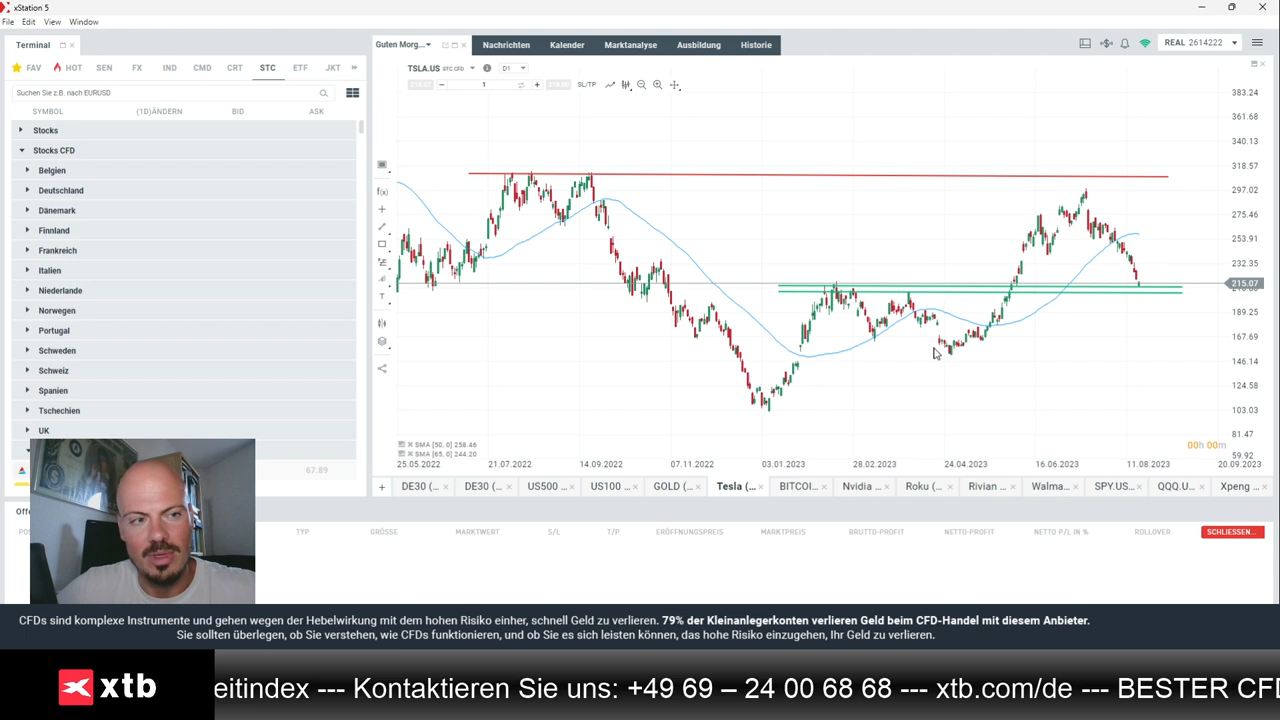 xStation 5
File Edit View Window
Terminal
FAV HOT SEN FX IND CMD CRT STC ETF JKT
Suchen Sie z.B. nach EURUSD
SYMBOL (1D)ÄNDERN BID ASK
Stocks
Stocks CFD
Belgien
Deutschland
Dänemark
Finnland
Frankreich
Italien
Niederlande
Norwegen
Portugal
Schweden
Schweiz
Spanien
Tschechien
UK
67.89
Guten Morg... Nachrichten Kalender Marktanalyse Ausbildung Historie
REAL 2614222
TSLA.US STC CFD D1
1 SL/TP
383.24
361.68
340.13
318.57
297.02
275.46
253.91
232.35
215.07
189.25
167.69
146.14
124.58
103.03
81.47
59.92
00h 00m
SMA [50, 0] 258.46
SMA [65, 0] 244.20
25.05.2022 21.07.2022 14.09.2022 07.11.2022 03.01.2023 28.02.2023 24.04.2023 16.06.2023 11.08.2023 20.09.2023
DE30 (... DE30 (... US500 ... US100 ... GOLD (... Tesla (... BITCOI... Nvidia ... Roku (... Rivian ... Walma... SPY.US... QQQ.U... Xpeng ...
TYP GRÖSSE MARKTWERT S/L T/P ERÖFFNUNGSPREIS MARKTPREIS BRUTTO-PROFIT NETTO-PROFIT NETTO P/L IN % ROLLOVER SCHLIESSEN...
CFDs sind komplexe Instrumente und gehen wegen der Hebelwirkung mit dem hohen Risiko einher, schnell Geld zu verlieren. 79% der Kleinanlegerkonten verlieren Geld beim CFD-Handel mit diesem Anbieter.
Sie sollten überlegen, ob Sie verstehen, wie CFDs funktionieren, und ob Sie es sich leisten können, das hohe Risiko einzugehen, Ihr Geld zu verlieren.
xtb
eitindex --- Kontaktieren Sie uns: +49 69 – 24 00 68 68 --- xtb.com/de --- BESTER CFD